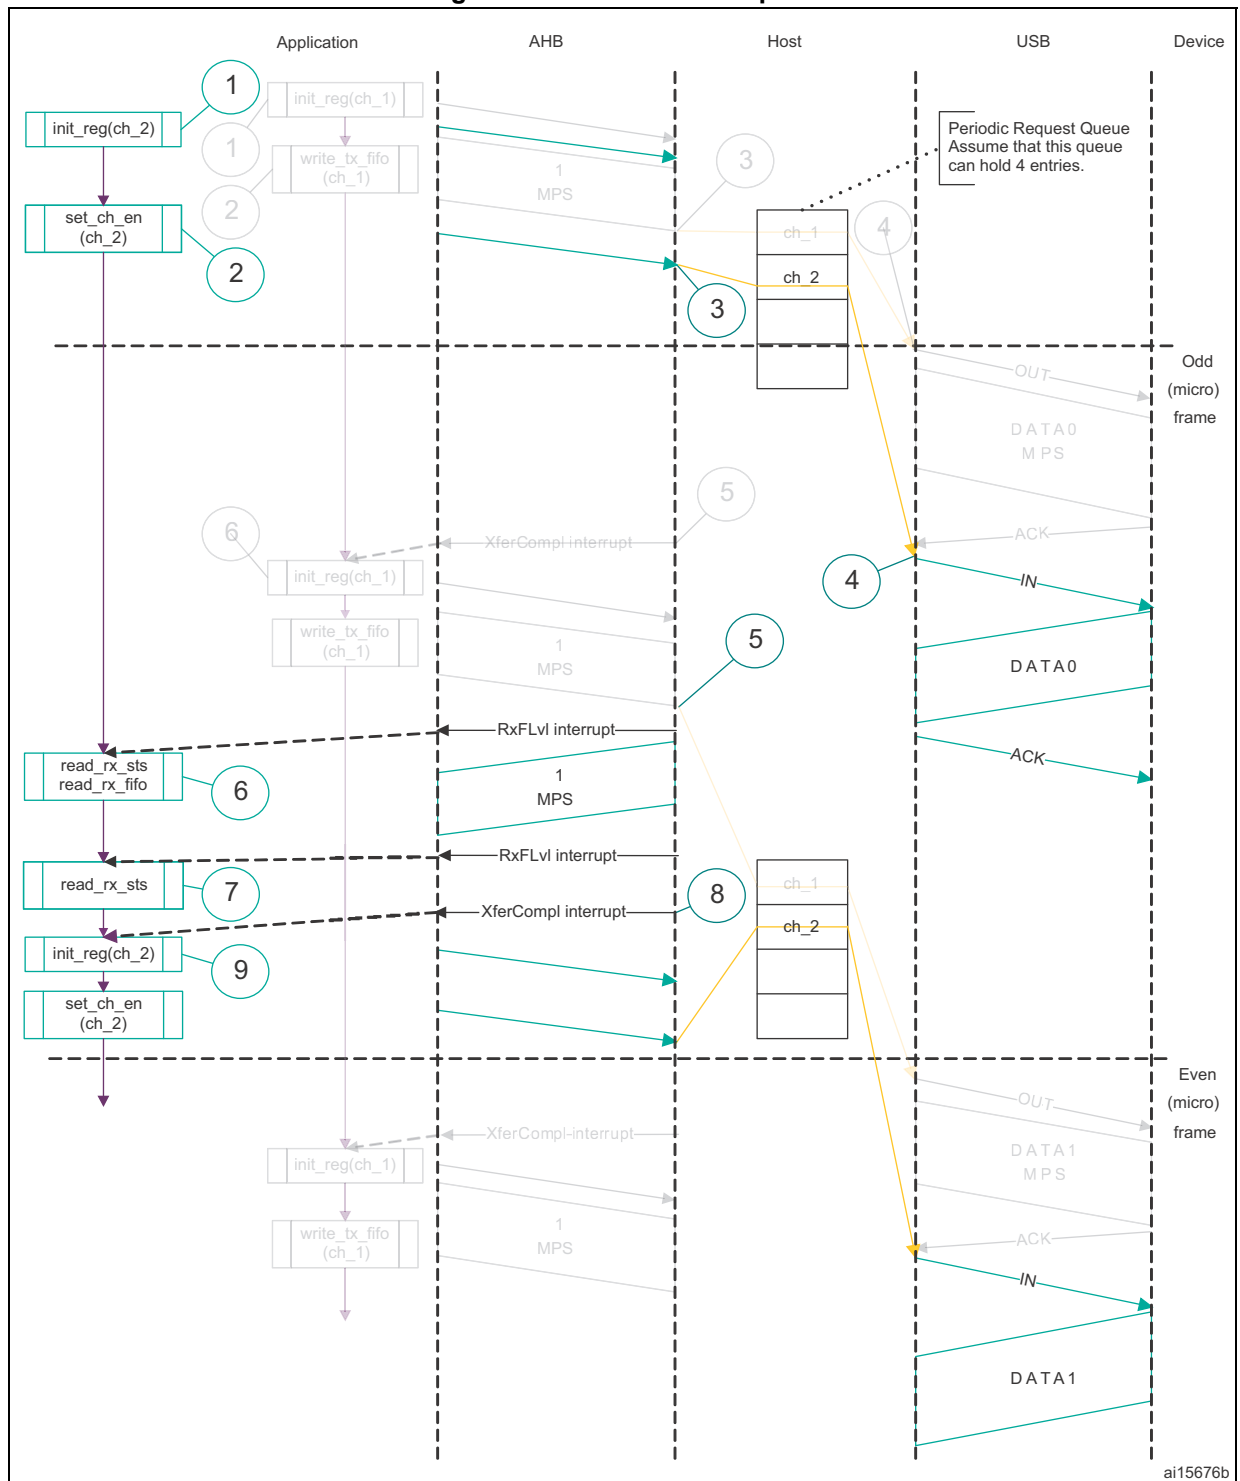 Application
AHB
Host
USB
Device
1
init_reg(ch_1)
init_reg(ch_2)
1
Periodic Request Queue
Assume that this queue
can hold 4 entries.
write_tx_fifo
(ch_1)
1
MPS
3
2
set_ch_en
(ch_2)
2
ch_1
4
ch_2
3
Odd
(micro)
frame
OUT
DATA0
MPS
5
6
XferCompl interrupt
ACK
init_reg(ch_1)
4
IN
write_tx_fifo
(ch_1)
1
MPS
5
DATA0
RxFLvl interrupt
ACK
read_rx_sts
read_rx_fifo
6
1
MPS
RxFLvl interrupt
read_rx_sts
7
8
ch_1
XferCompl interrupt
ch_2
init_reg(ch_2)
9
set_ch_en
(ch_2)
Even
(micro)
frame
OUT
XferCompl-interrupt
DATA1
MPS
init_reg(ch_1)
write_tx_fifo
(ch_1)
1
MPS
ACK
IN
DATA1
ai15676b